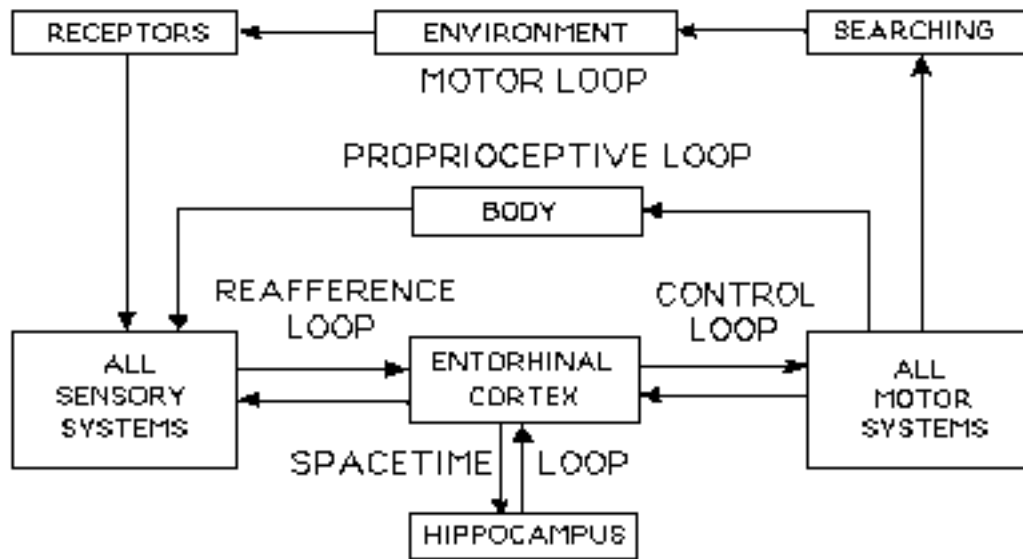 RECEPTORS
ENVIRONMENT
SEARCHING
MOTOR LOOP
PROPRIOCEPTIVE LOOP
BODY
REAFFERENCE
LOOP
CONTROL
LOOP
ALL
SENSORY
SYSTEMS
ENTORHINAL
CORTEX
ALL
MOTOR
SYSTEMS
SPACETIME LOOP
HIPPOCAMPUS